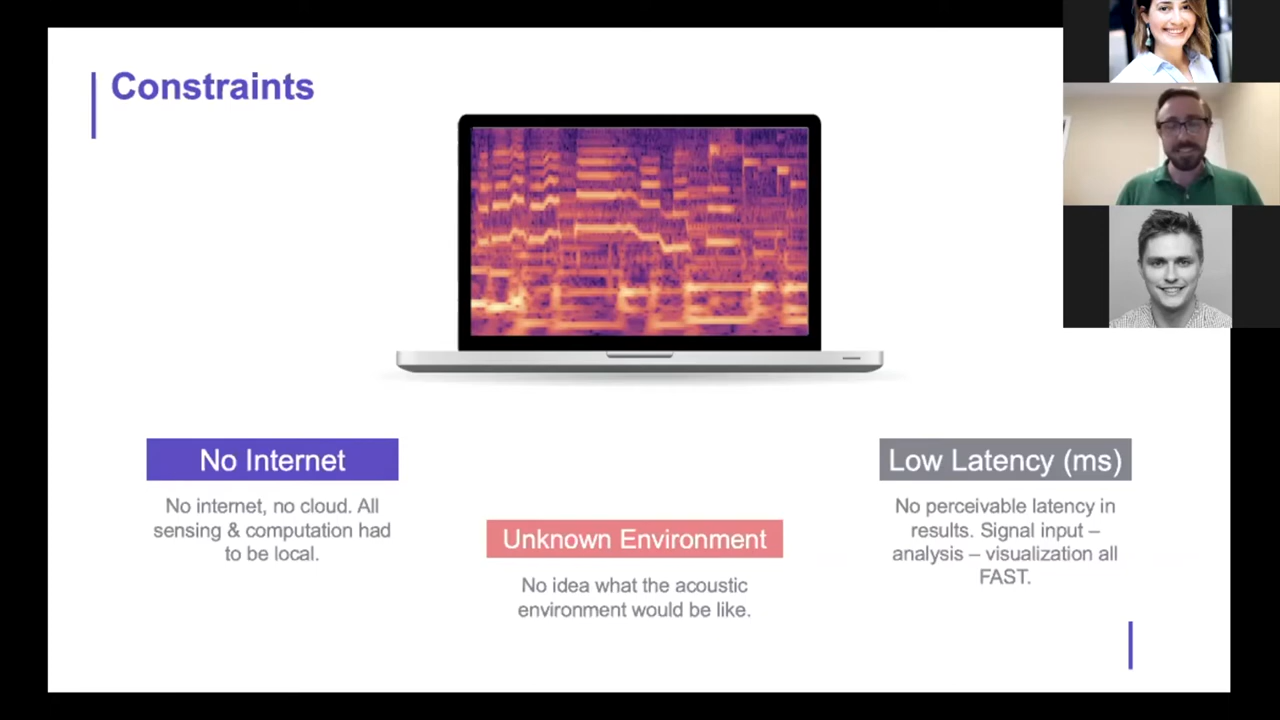 Constraints
No Internet
No internet, no cloud. All
sensing & computation had
to be local.
Unknown Environment
No idea what the acoustic
environment would be like.
Low Latency (ms)
No perceivable latency in
results. Signal input –
analysis – visualization all
FAST.